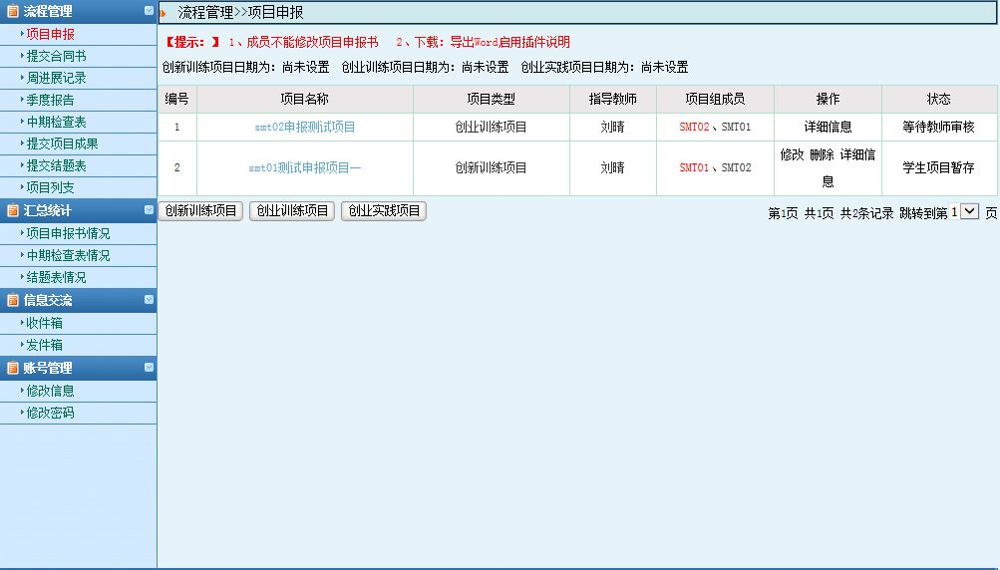 流程管理
项目申报
提交合同书
周进展记录
季度报告
中期检查表
提交项目成果
提交结题表
项目列支
汇总统计
项目申报书情况
中期检查表情况
结题表情况
信息交流
收件箱
发件箱
账号管理
修改信息
修改密码
流程管理>>项目申报
【提示：】 1、成员不能修改项目申报书 2、下载：导出Word启用插件说明
创新训练项目日期为：尚未设置 创业训练项目日期为：尚未设置 创业实践项目日期为：尚未设置
编号 项目名称 项目类型 指导教师 项目组成员 操作 状态
1 smt02申报测试项目 创业训练项目 刘晴 SMT02、SMT01 详细信息 等待教师审核
2 smt01测试申报项目一 创新训练项目 刘晴 SMT01、SMT02 修改 删除 详细信
息 学生项目暂存
创新训练项目 创业训练项目 创业实践项目 第1页 共1页 共2条记录 跳转到第 1 页